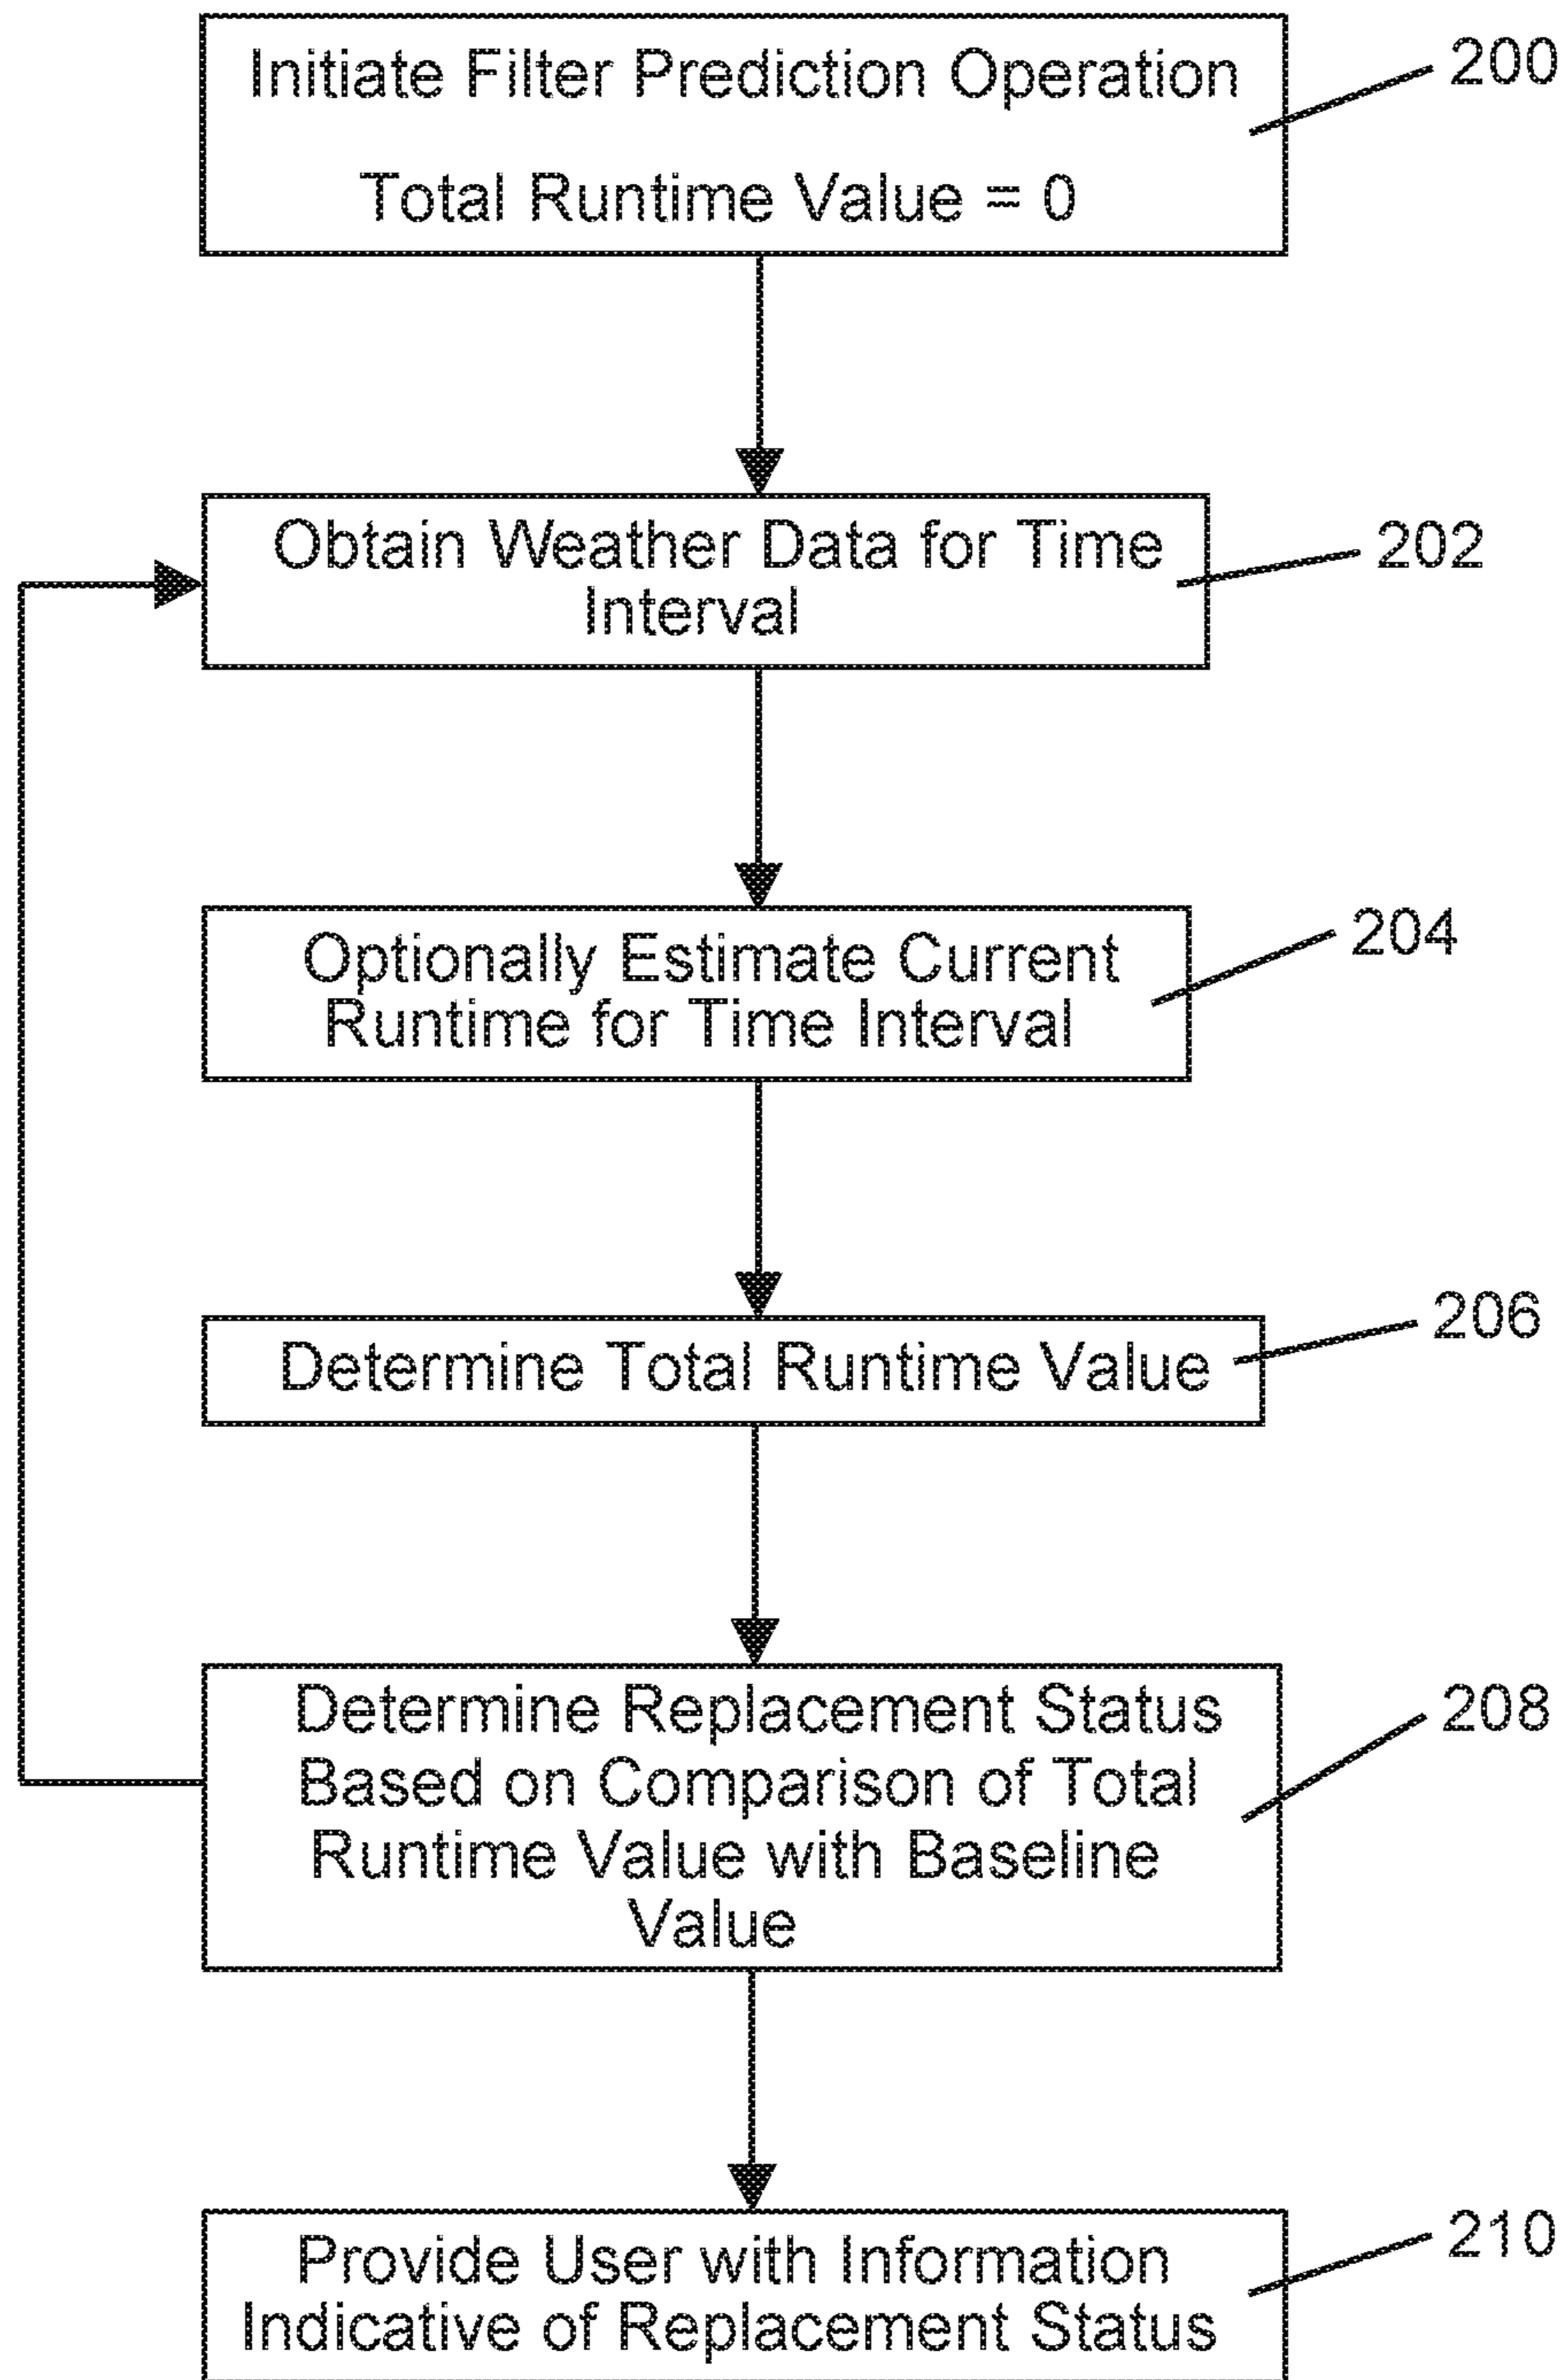 Initiate Filter Prediction Operation
Total Runtime Value = 0
200
Obtain Weather Data for Time
Interval
202
Optionally Estimate Current
Runtime for Time Interval
204
Determine Total Runtime Value
206
Determine Replacement Status
Based on Comparison of Total
Runtime Value with Baseline
Value
208
Provide User with Information
Indicative of Replacement Status
210